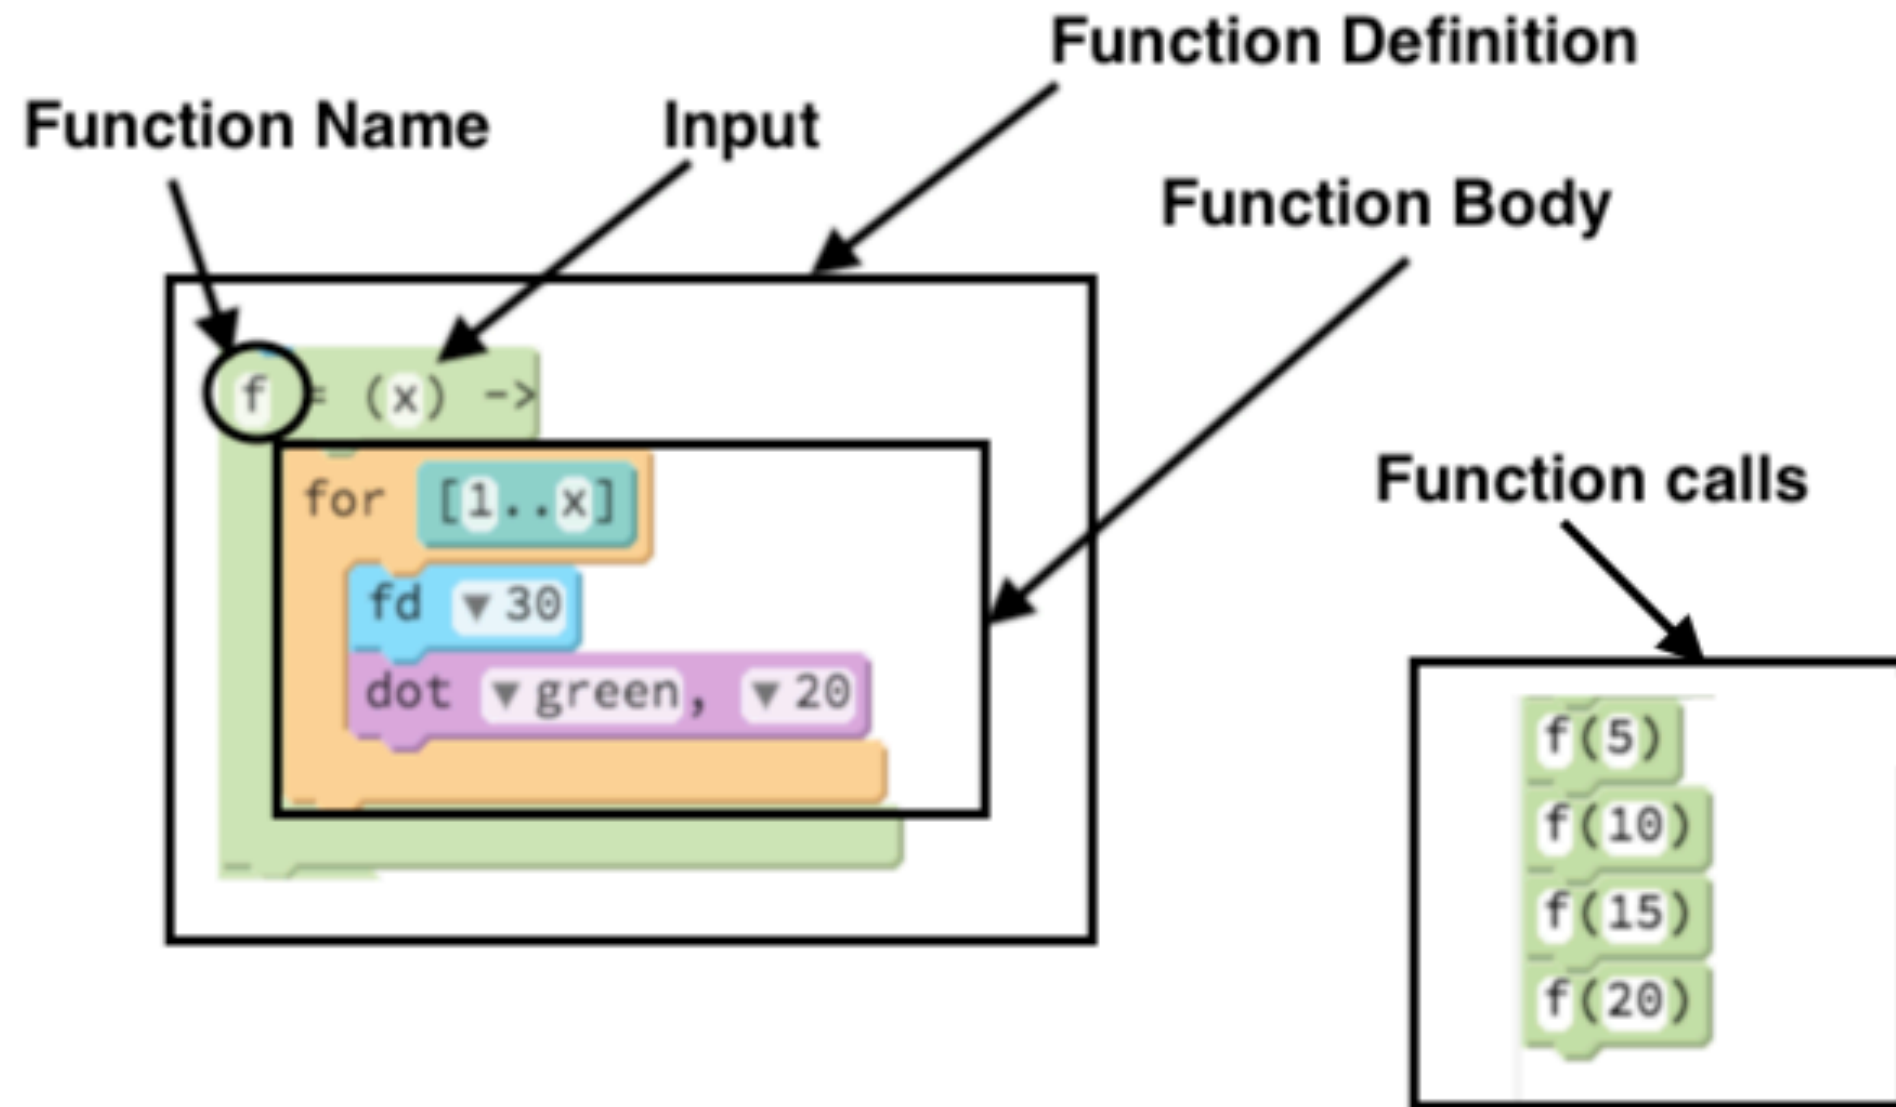 Function Definition
Function Name
Input
Function Body
f = (x) ->
for [1..x]
fd ▼ 30
dot ▼ green, ▼ 20
Function calls
f(5)
f(10)
f(15)
f(20)